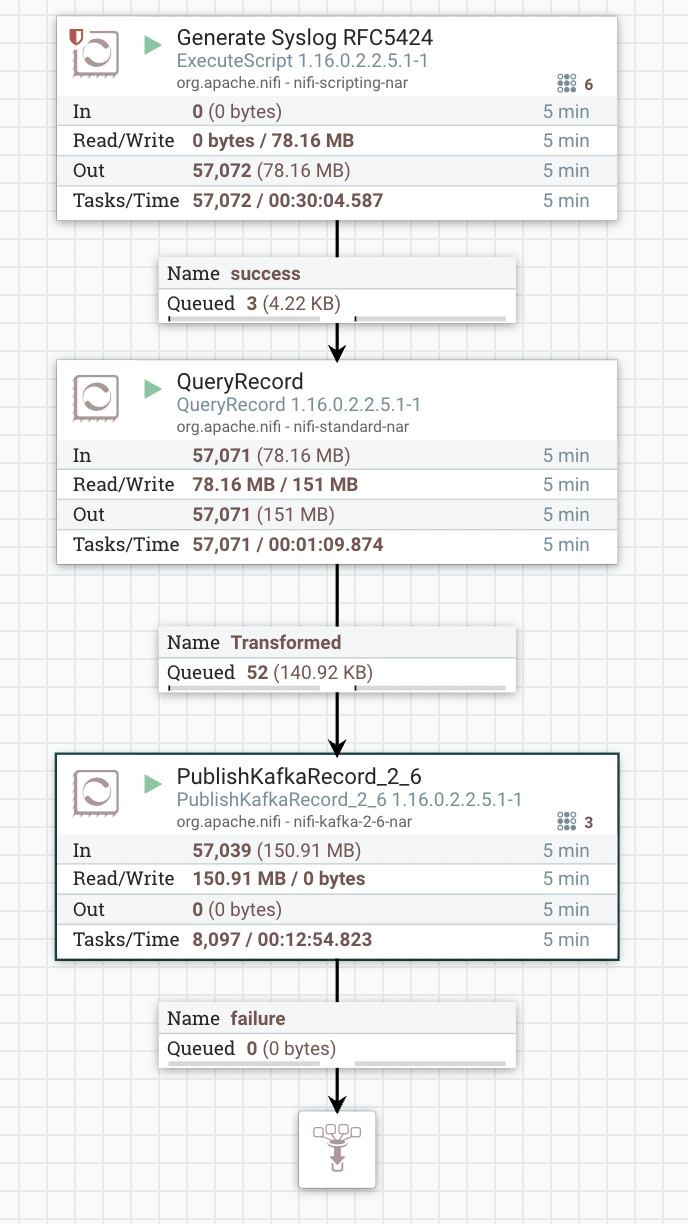 Generate Syslog RFC5424
ExecuteScript 1.16.0.2.2.5.1-1
org.apache.nifi - nifi-scripting-nar
6
In 0 (0 bytes) 5 min
Read/Write 0 bytes / 78.16 MB 5 min
Out 57,072 (78.16 MB) 5 min
Tasks/Time 57,072 / 00:30:04.587 5 min
Name success
Queued 3 (4.22 KB)
QueryRecord
QueryRecord 1.16.0.2.2.5.1-1
org.apache.nifi - nifi-standard-nar
In 57,071 (78.16 MB) 5 min
Read/Write 78.16 MB / 151 MB 5 min
Out 57,071 (151 MB) 5 min
Tasks/Time 57,071 / 00:01:09.874 5 min
Name Transformed
Queued 52 (140.92 KB)
PublishKafkaRecord_2_6
PublishKafkaRecord_2_6 1.16.0.2.2.5.1-1
org.apache.nifi - nifi-kafka-2-6-nar
3
In 57,039 (150.91 MB) 5 min
Read/Write 150.91 MB / 0 bytes 5 min
Out 0 (0 bytes) 5 min
Tasks/Time 8,097 / 00:12:54.823 5 min
Name failure
Queued 0 (0 bytes)